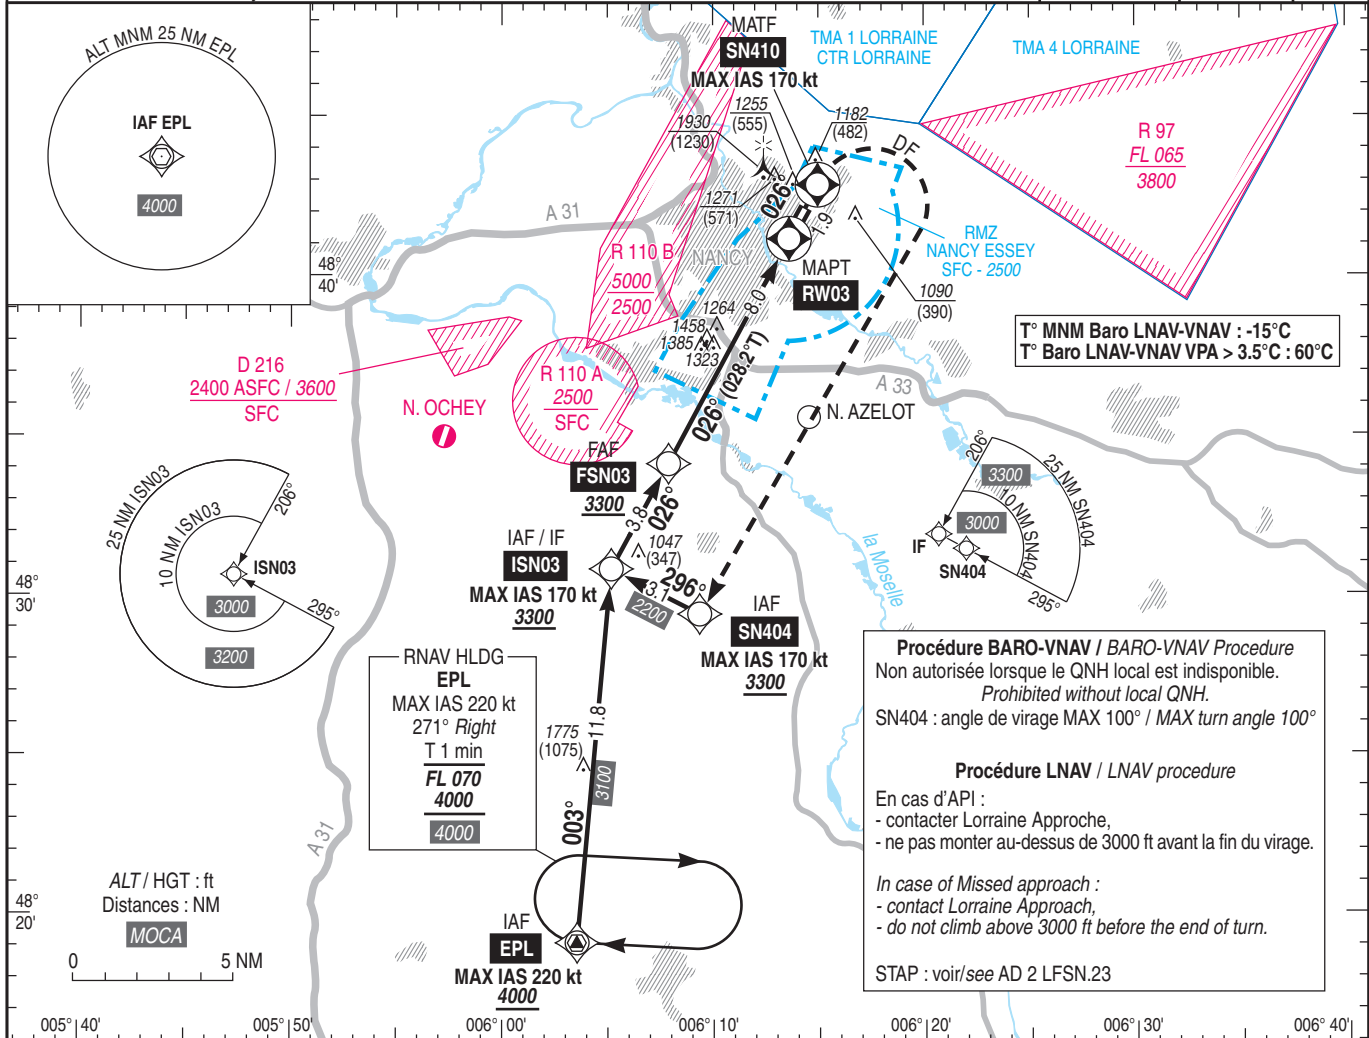 ALT MNM 25 NM EPL
IAF EPL
4000
MATF
SN410
MAX IAS 170 kt
TMA 1 LORRAINE
CTR LORRAINE
TMA 4 LORRAINE
R 97
FL 065
3800
1255
(555)
1930
(1230)
1182
(482)
1271
(571)
DF
026°
1.9
A 31
48°
40'
R 110 B
5000
2500
NANCY
RMZ
NANCY ESSEY
SFC - 2500
MAPT
RW03
1090
(390)
1264
1458
1385
1323
8.0
026° (028.2°T)
T° MNM Baro LNAV-VNAV : -15°C
T° Baro LNAV-VNAV VPA > 3.5°C : 60°C
D 216
2400 ASFC / 3600
SFC
R 110 A
2500
SFC
N. OCHEY
A 33
N. AZELOT
FAF
FSN03
3300
026°
3.8
25 NM ISN03
10 NM ISN03
206°
ISN03
3000
295°
3200
206°
3300
25 NM SN404
10 NM SN404
3000
IF
SN404
295°
la Moselle
IAF / IF
ISN03
MAX IAS 170 kt
3300
1047
(347)
296°
3.1
2200
48°
30'
IAF
SN404
MAX IAS 170 kt
3300
RNAV HLDG
EPL
MAX IAS 220 kt
271° Right
T 1 min
FL 070
4000
4000
1775
(1075)
11.8
3100
003°
Procédure BARO-VNAV / BARO-VNAV Procedure
Non autorisée lorsque le QNH local est indisponible.
Prohibited without local QNH.
SN404 : angle de virage MAX 100° / MAX turn angle 100°
Procédure LNAV / LNAV procedure
En cas d'API :
- contacter Lorraine Approche,
- ne pas monter au-dessus de 3000 ft avant la fin du virage.
In case of Missed approach :
- contact Lorraine Approach,
- do not climb above 3000 ft before the end of turn.
STAP : voir/see AD 2 LFSN.23
A 31
ALT / HGT : ft
Distances : NM
MOCA
0 5 NM
48°
20'
IAF
EPL
MAX IAS 220 kt
4000
005° 40' 005° 50' 006° 00' 006° 10' 006° 20' 006° 30' 006° 40'